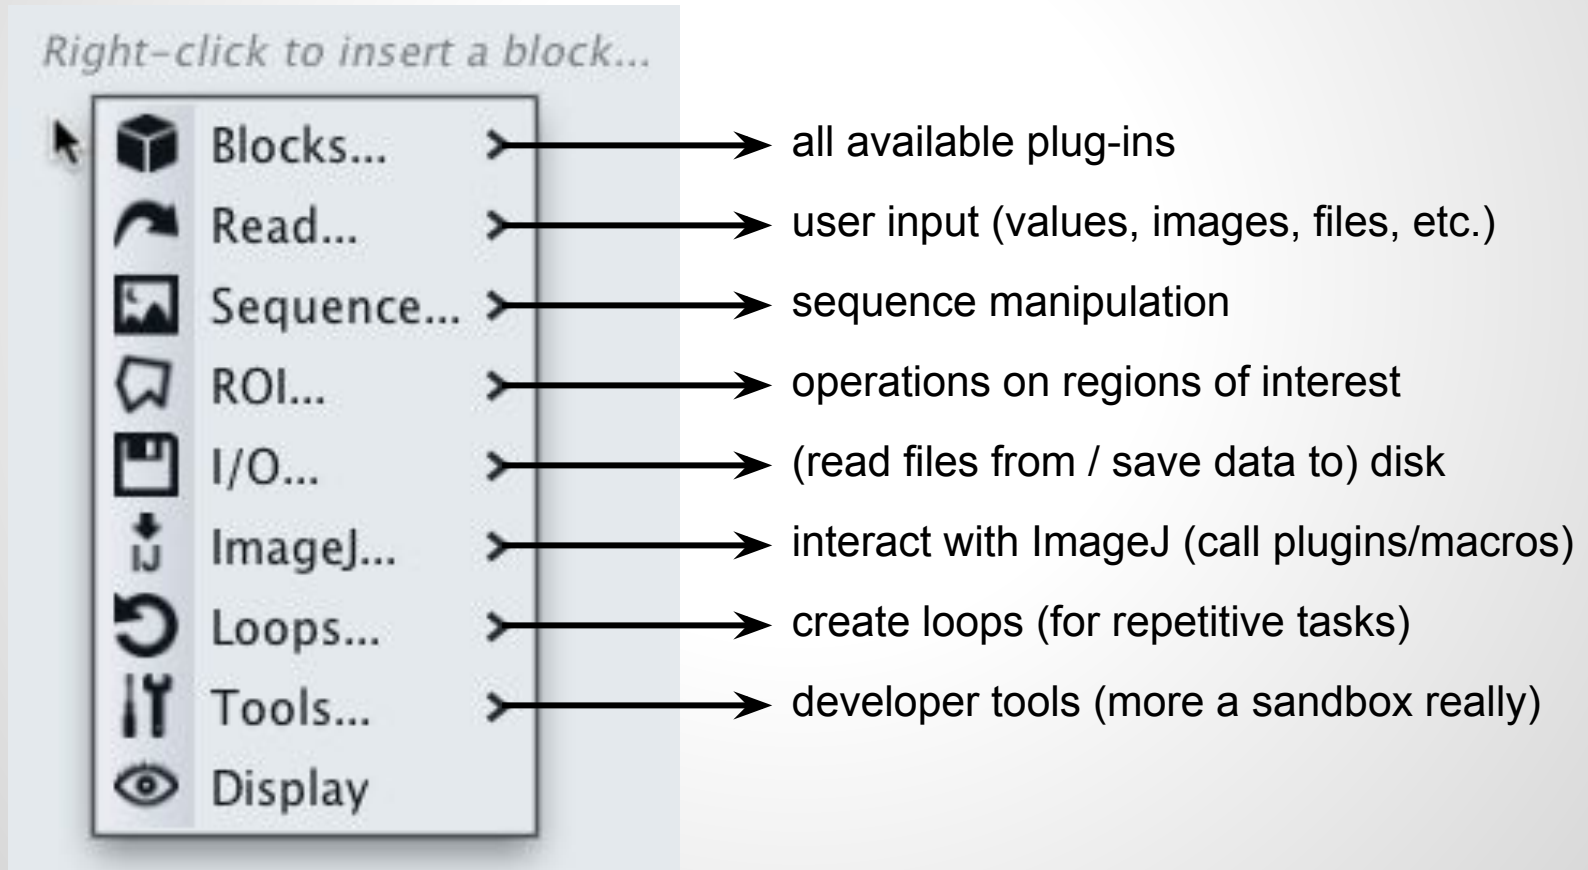 Right-click to insert a block...
Blocks... all available plug-ins
Read... user input (values, images, files, etc.)
Sequence... sequence manipulation
ROI... operations on regions of interest
I/O... (read files from / save data to) disk
IJ ImageJ... interact with ImageJ (call plugins/macros)
Loops... create loops (for repetitive tasks)
Tools... developer tools (more a sandbox really)
Display